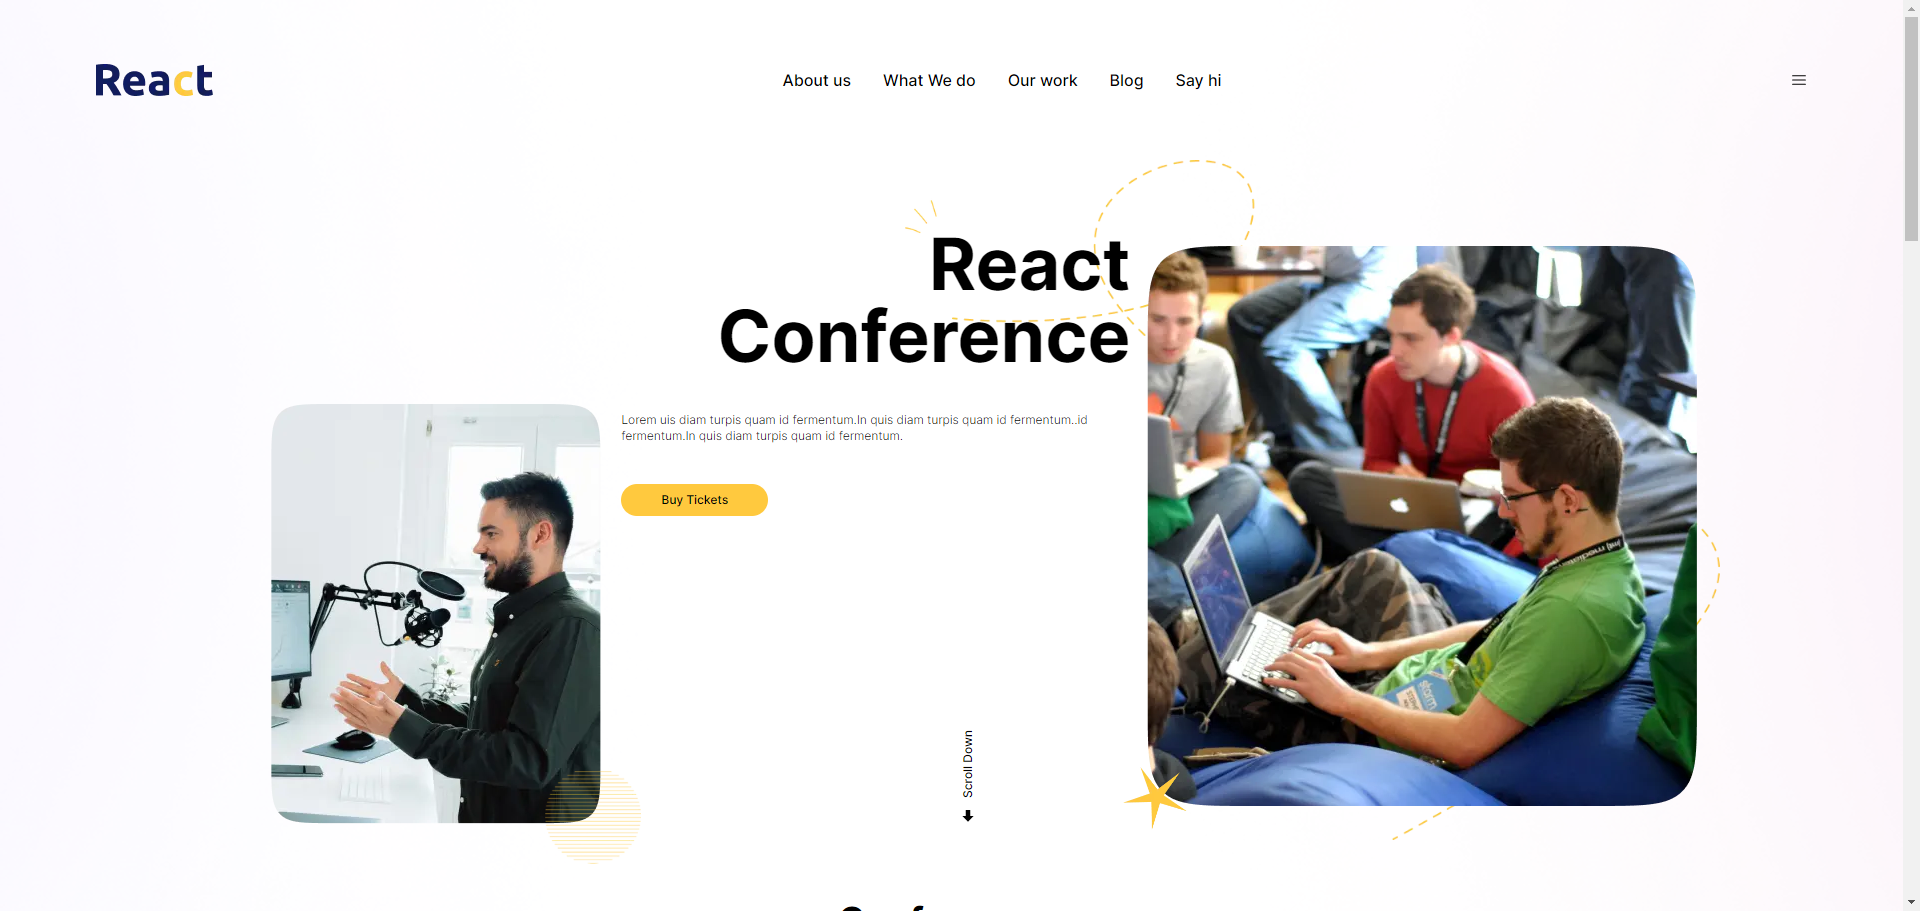 React
About us What We do Our work Blog Say hi
React
Conference
Lorem uis diam turpis quam id fermentum.In quis diam turpis quam id fermentum..id
fermentum.In quis diam turpis quam id fermentum.
Buy Tickets
Scroll Down
storm